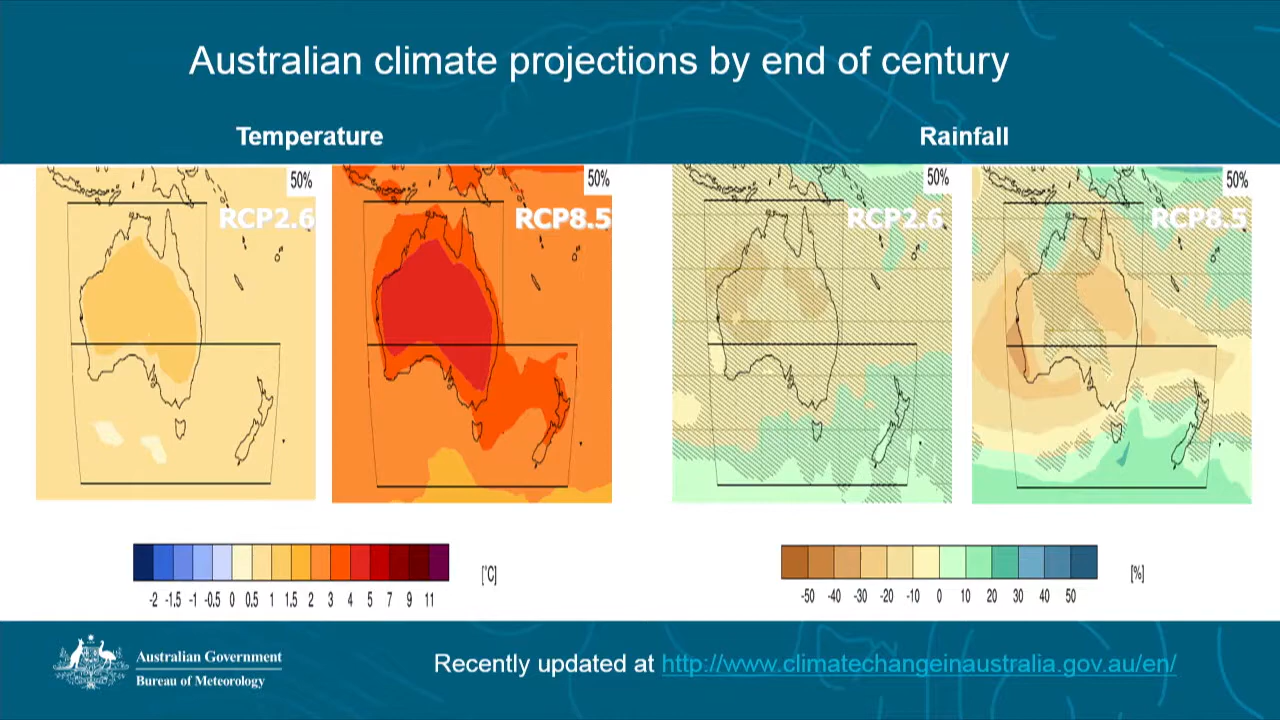 Australian climate projections by end of century
Temperature
Rainfall
50%
RCP2.6
50%
RCP8.5
50%
RCP2.6
50%
RCP8.5
-2 -1.5 -1 -0.5 0 0.5 1 1.5 2 3 4 5 7 9 11
[°C]
-50 -40 -30 -20 -10 0 10 20 30 40 50
[%]
Australian Government
Bureau of Meteorology
Recently updated at http://www.climatechangeinaustralia.gov.au/en/